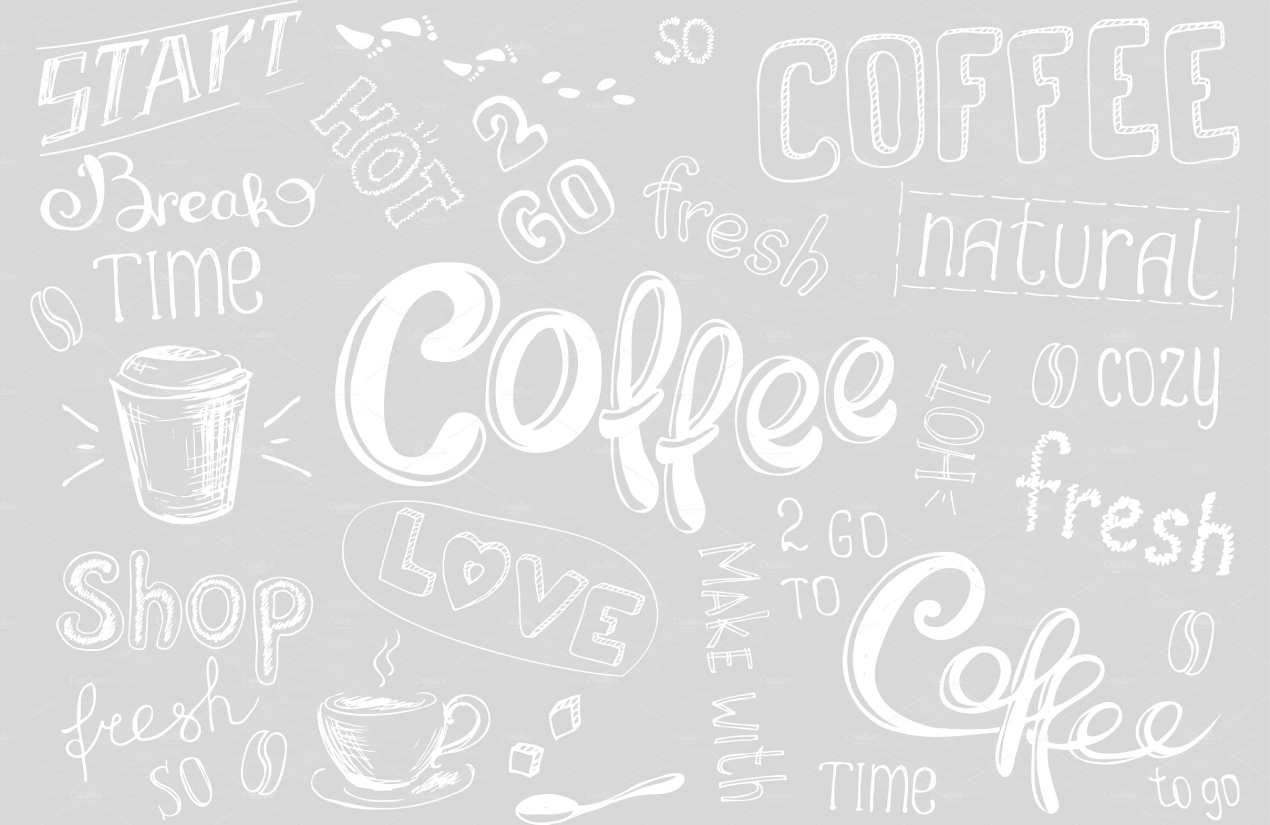 START
SO
COFFEE
HOT
2
GO
Break
TIME
fresh
natural
Coffee
HOT
cozy
fresh
2 GO
TO
LOVE
Shop
MAKE with
Coffee
fresh
SO
TIME
to go